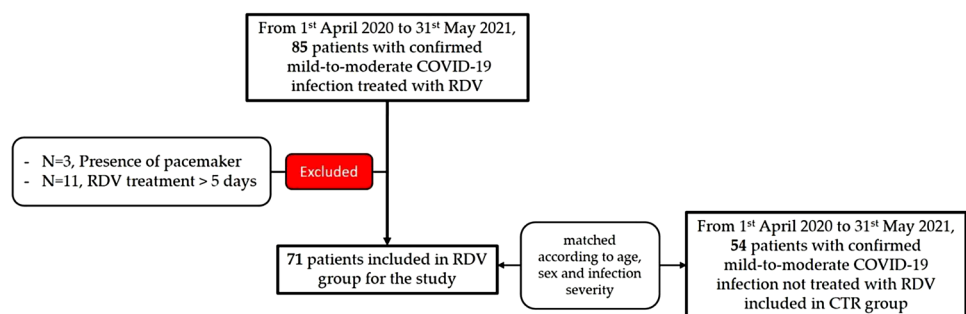 From 1st April 2020 to 31st May 2021,
85 patients with confirmed
mild-to-moderate COVID-19
infection treated with RDV
- N=3, Presence of pacemaker
- N=11, RDV treatment > 5 days
Excluded
71 patients included in RDV
group for the study
matched
according to age,
sex and infection
severity
From 1st April 2020 to 31st May 2021,
54 patients with confirmed
mild-to-moderate COVID-19
infection not treated with RDV
included in CTR group